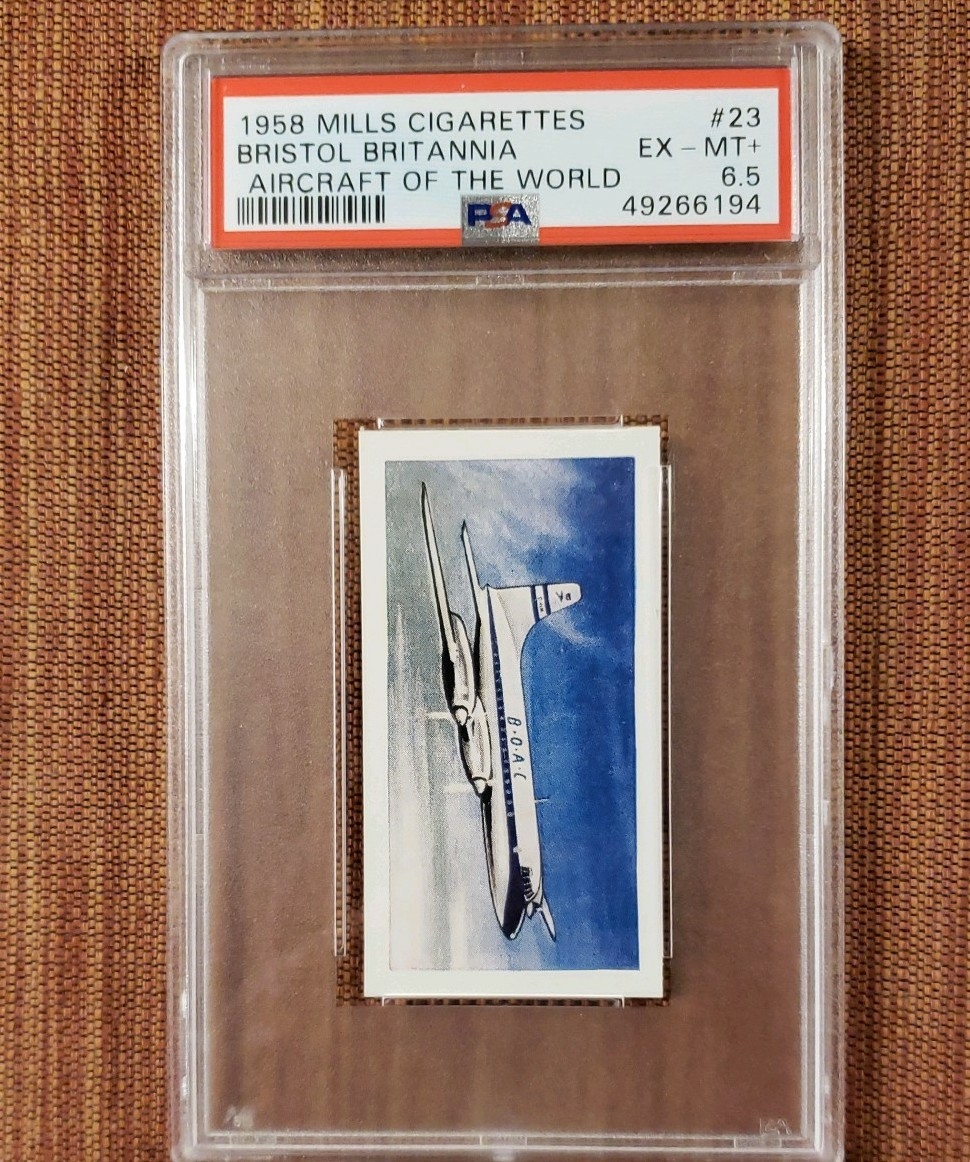 1958 MILLS CIGARETTES #23
BRISTOL BRITANNIA EX - MT+
AIRCRAFT OF THE WORLD 6.5
PSA 49266194
B·O·A·C